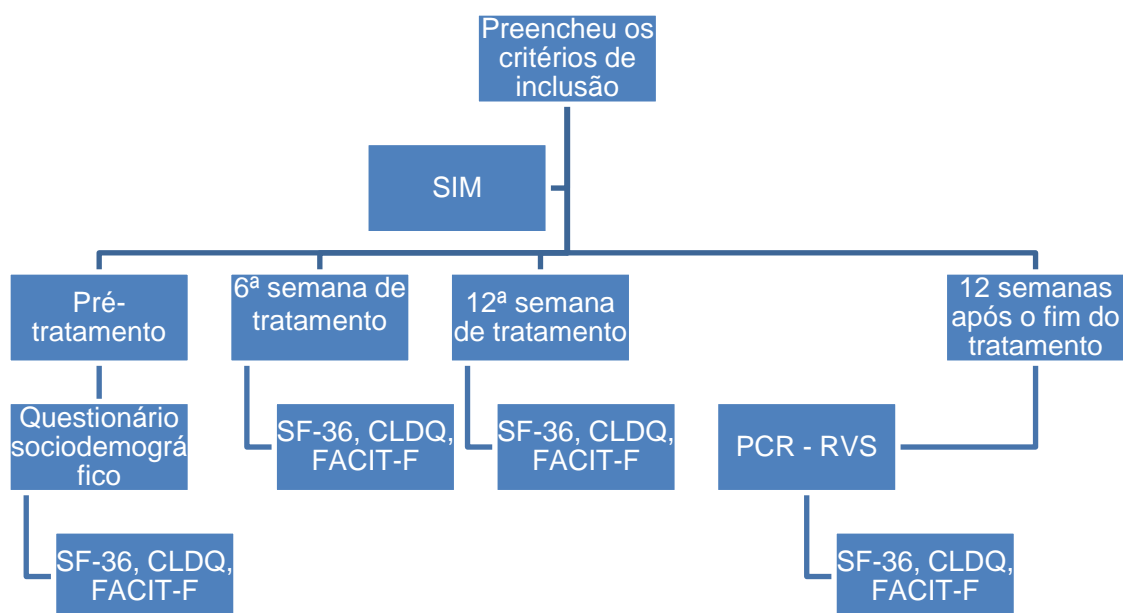 Preencheu os
critérios de
inclusão
SIM
Pré-
tratamento
6ª semana de
tratamento
12ª semana
de tratamento
12 semanas
após o fim do
tratamento
Questionário
sociodemográ
fico
SF-36, CLDQ,
FACIT-F
SF-36, CLDQ,
FACIT-F
PCR - RVS
SF-36, CLDQ,
FACIT-F
SF-36, CLDQ,
FACIT-F